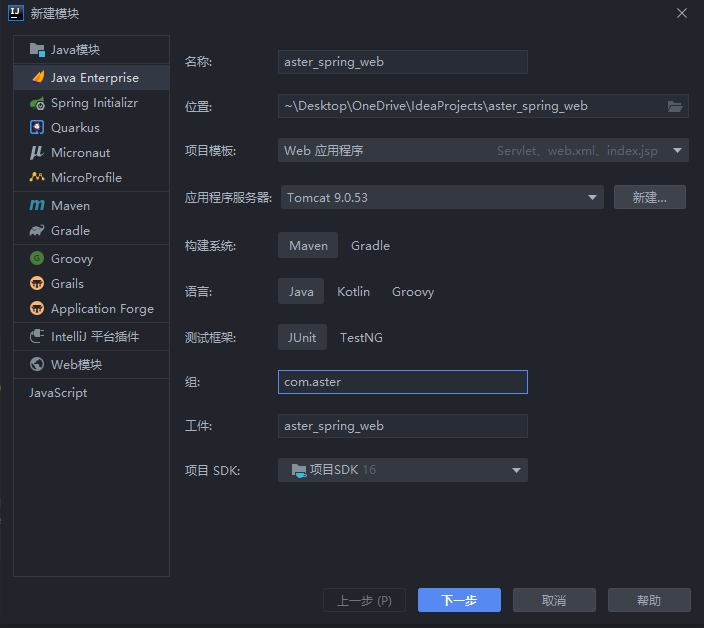 新建模块
Java模块
Java Enterprise
Spring Initializr
Quarkus
Micronaut
MicroProfile
Maven
Gradle
Groovy
Grails
Application Forge
IntelliJ 平台插件
Web模块
JavaScript
名称: aster_spring_web
位置: ~\Desktop\OneDrive\IdeaProjects\aster_spring_web
项目模板: Web 应用程序 Servlet、web.xml、index.jsp
应用程序服务器: Tomcat 9.0.53 新建...
构建系统: Maven Gradle
语言: Java Kotlin Groovy
测试框架: JUnit TestNG
组: com.aster
工件: aster_spring_web
项目 SDK: 项目SDK 16
上一步 (P) 下一步 取消 帮助